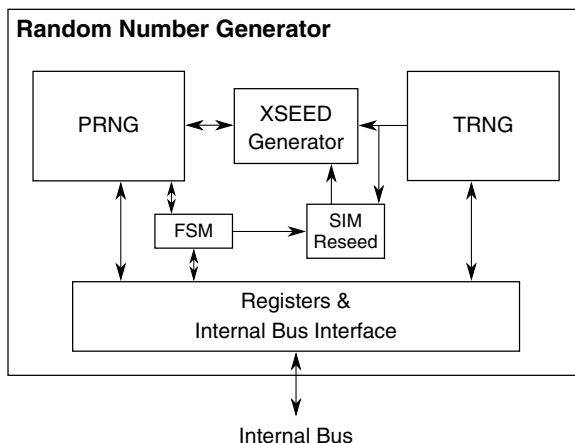 Random Number Generator
PRNG
XSEED
Generator
TRNG
FSM
SIM
Reseed
Registers &
Internal Bus Interface
Internal Bus